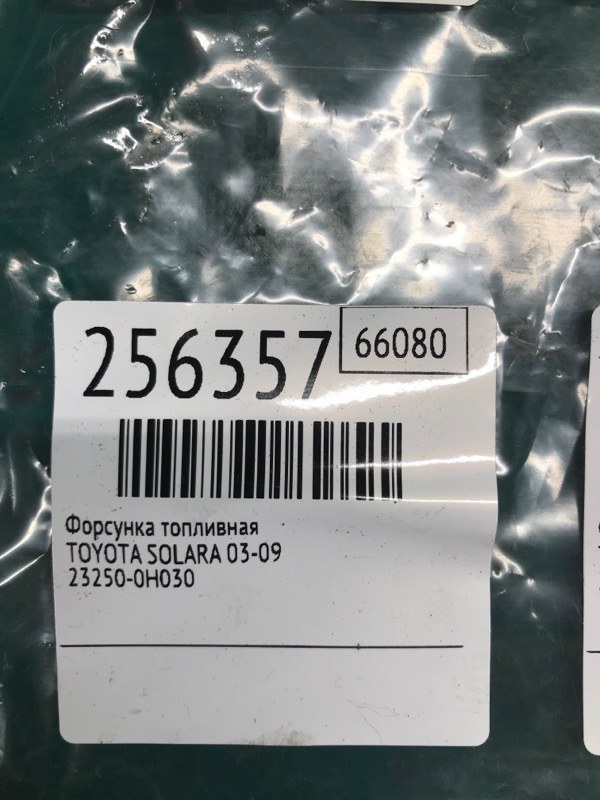 256357
66080
Форсунка топливная
TOYOTA SOLARA 03-09
23250-0H030